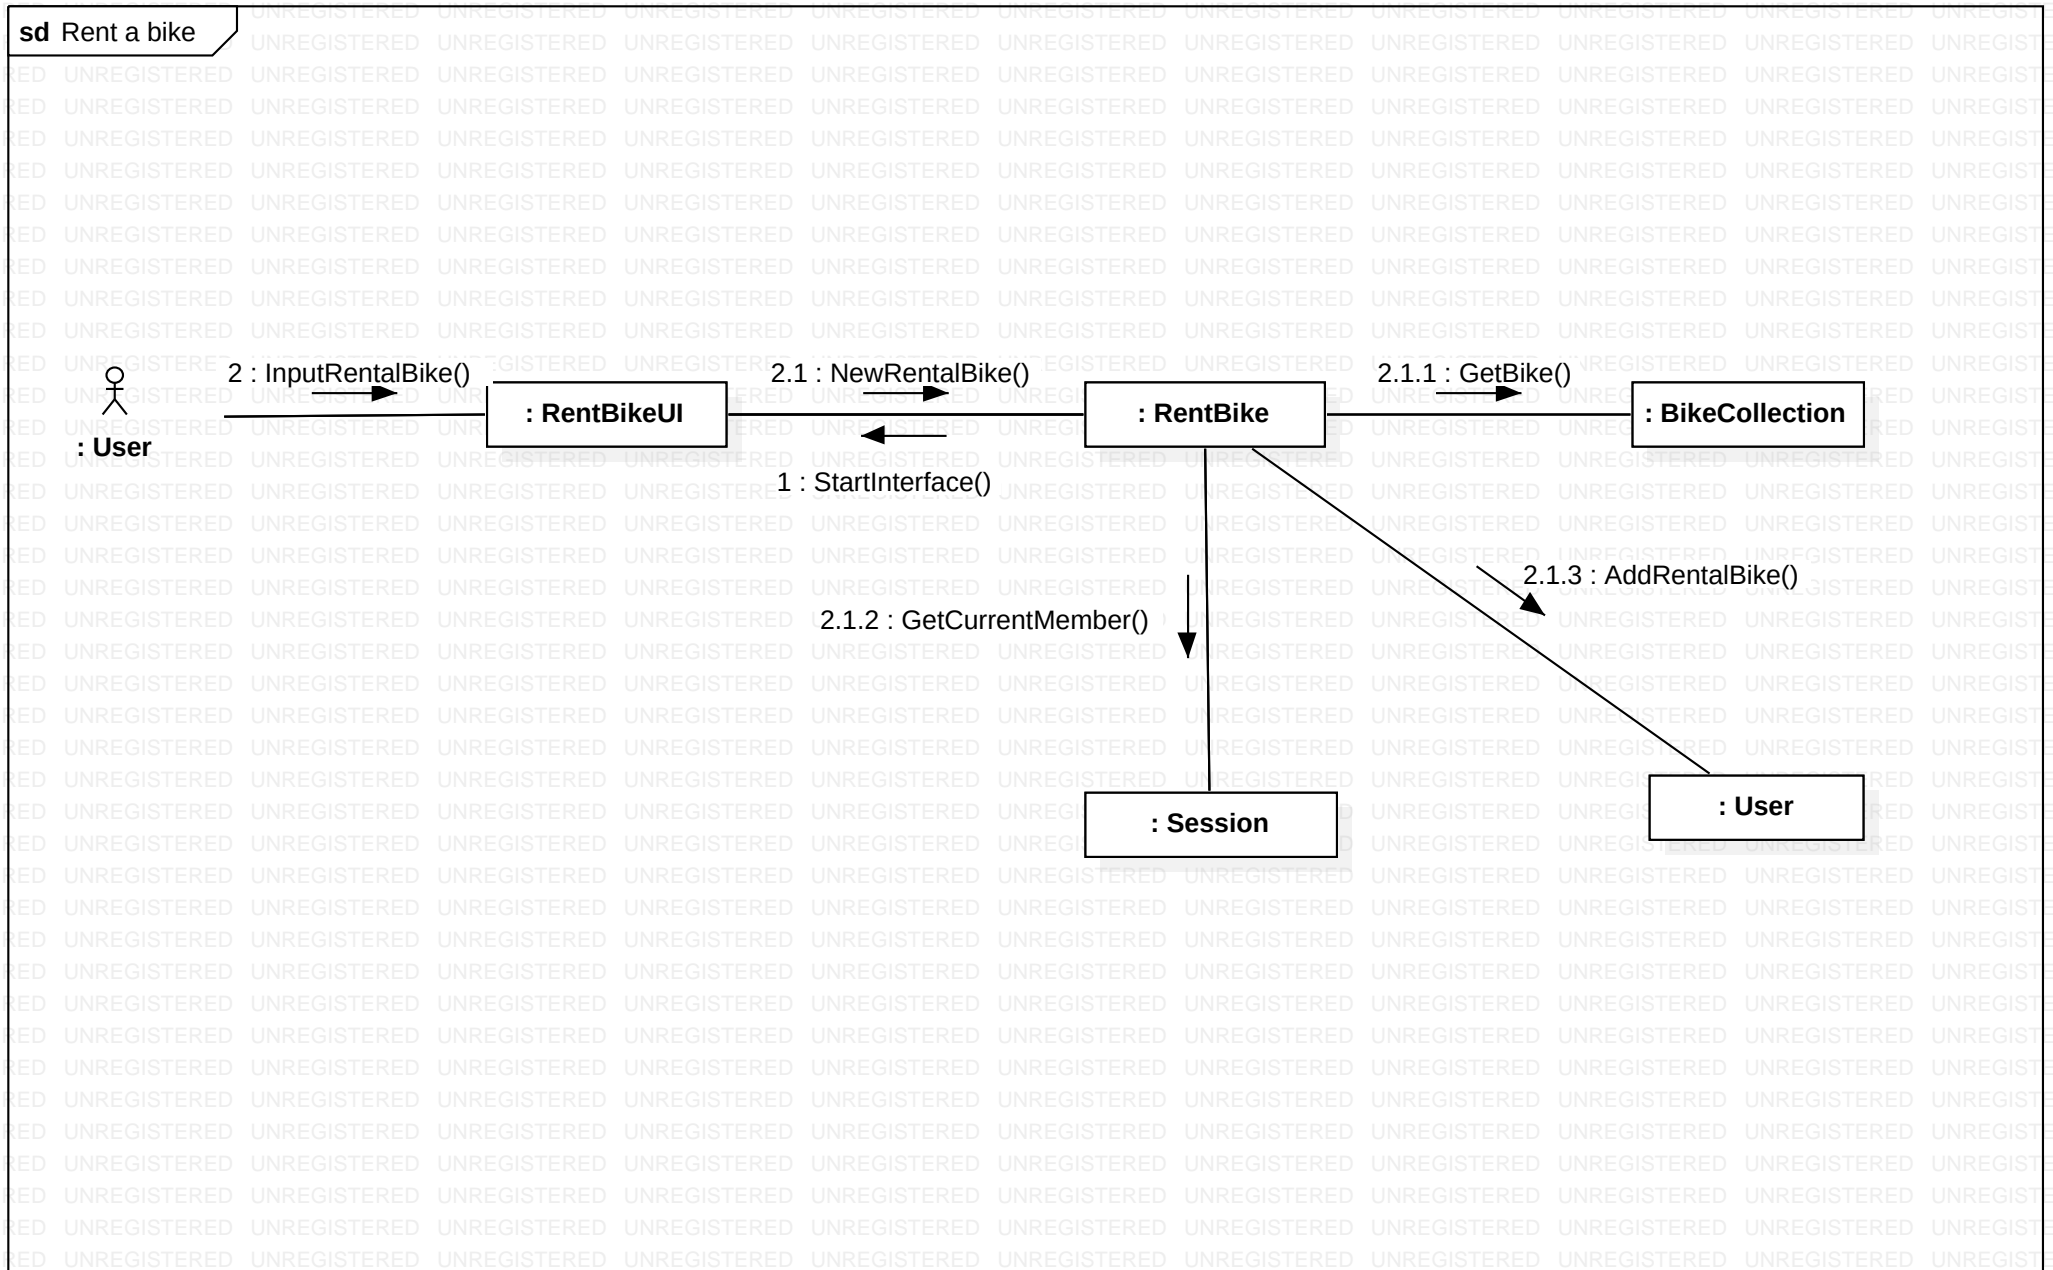 sd Rent a bike
2 : InputRentalBike()
2.1 : NewRentalBike()
2.1.1 : GetBike()
: User
: RentBikeUI
: RentBike
: BikeCollection
1 : StartInterface()
2.1.3 : AddRentalBike()
2.1.2 : GetCurrentMember()
: Session
: User
UNREGISTERED